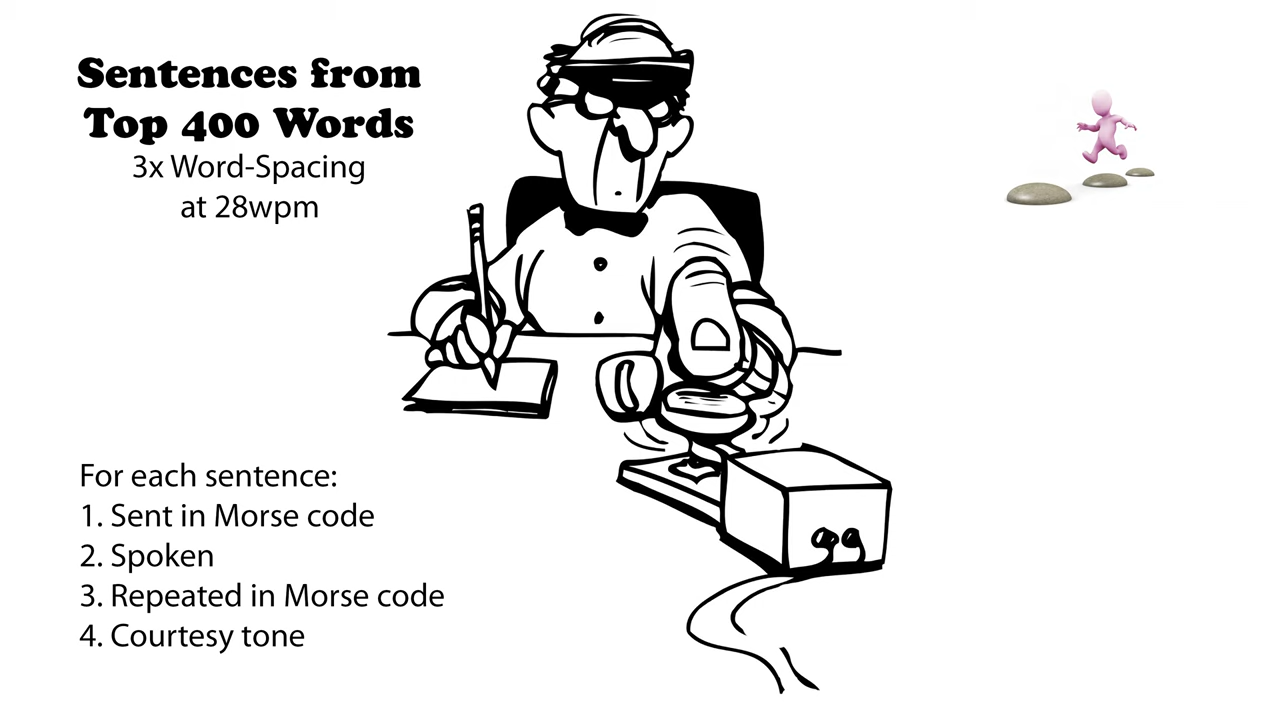 Sentences from
Top 400 Words
3x Word-Spacing
at 28wpm
For each sentence:
1. Sent in Morse code
2. Spoken
3. Repeated in Morse code
4. Courtesy tone